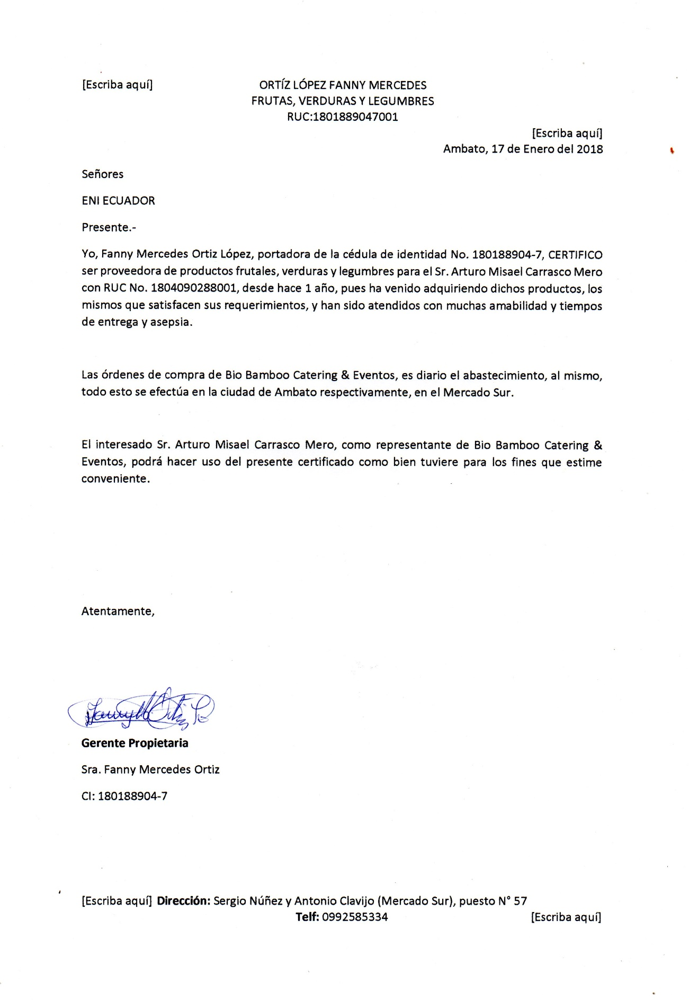 [Escriba aquí] ORTÍZ LÓPEZ FANNY MERCEDES
FRUTAS, VERDURAS Y LEGUMBRES
RUC:1801889047001
[Escriba aquí]
Ambato, 17 de Enero del 2018
Señores
ENI ECUADOR
Presente.-
Yo, Fanny Mercedes Ortiz López, portadora de la cédula de identidad No. 180188904-7, CERTIFICO
ser proveedora de productos frutales, verduras y legumbres para el Sr. Arturo Misael Carrasco Mero
con RUC No. 1804090288001, desde hace 1 año, pues ha venido adquiriendo dichos productos, los
mismos que satisfacen sus requerimientos, y han sido atendidos con muchas amabilidad y tiempos
de entrega y asepsia.
Las órdenes de compra de Bio Bamboo Catering & Eventos, es diario el abastecimiento, al mismo,
todo esto se efectúa en la ciudad de Ambato respectivamente, en el Mercado Sur.
El interesado Sr. Arturo Misael Carrasco Mero, como representante de Bio Bamboo Catering &
Eventos, podrá hacer uso del presente certificado como bien tuviere para los fines que estime
conveniente.
Atentamente,
Fanny M Ortiz L
Gerente Propietaria
Sra. Fanny Mercedes Ortiz
CI: 180188904-7
[Escriba aquí] Dirección: Sergio Núñez y Antonio Clavijo (Mercado Sur), puesto N° 57
Telf: 0992585334 [Escriba aquí]